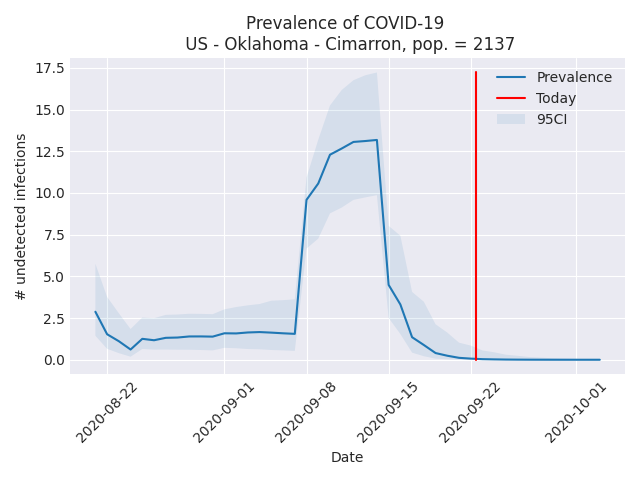 Prevalence of COVID-19
US - Oklahoma - Cimarron, pop. = 2137
17.5
15.0
12.5
10.0
7.5
5.0
2.5
0.0
# undetected infections
Prevalence
Today
95CI
2020-08-22
2020-09-01
2020-09-08
2020-09-15
2020-09-22
2020-10-01
Date